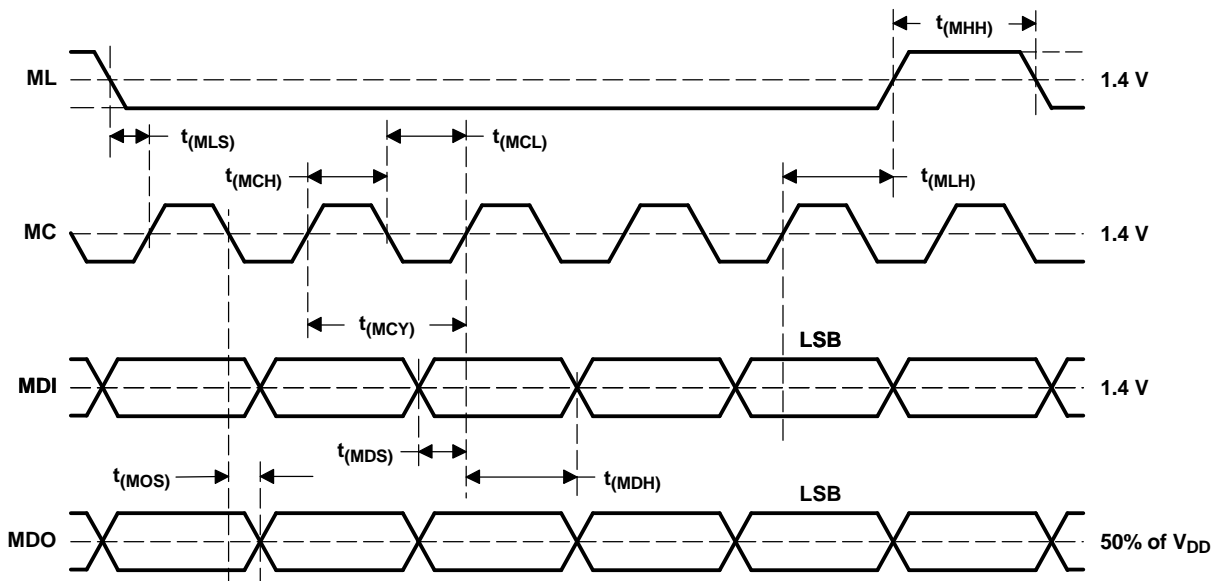 t(MHH)
ML
1.4 V
t(MLS)
t(MCL)
t(MCH)
t(MLH)
MC
1.4 V
t(MCY)
LSB
MDI
1.4 V
t(MDS)
t(MOS)
t(MDH)
LSB
MDO
50% of VDD